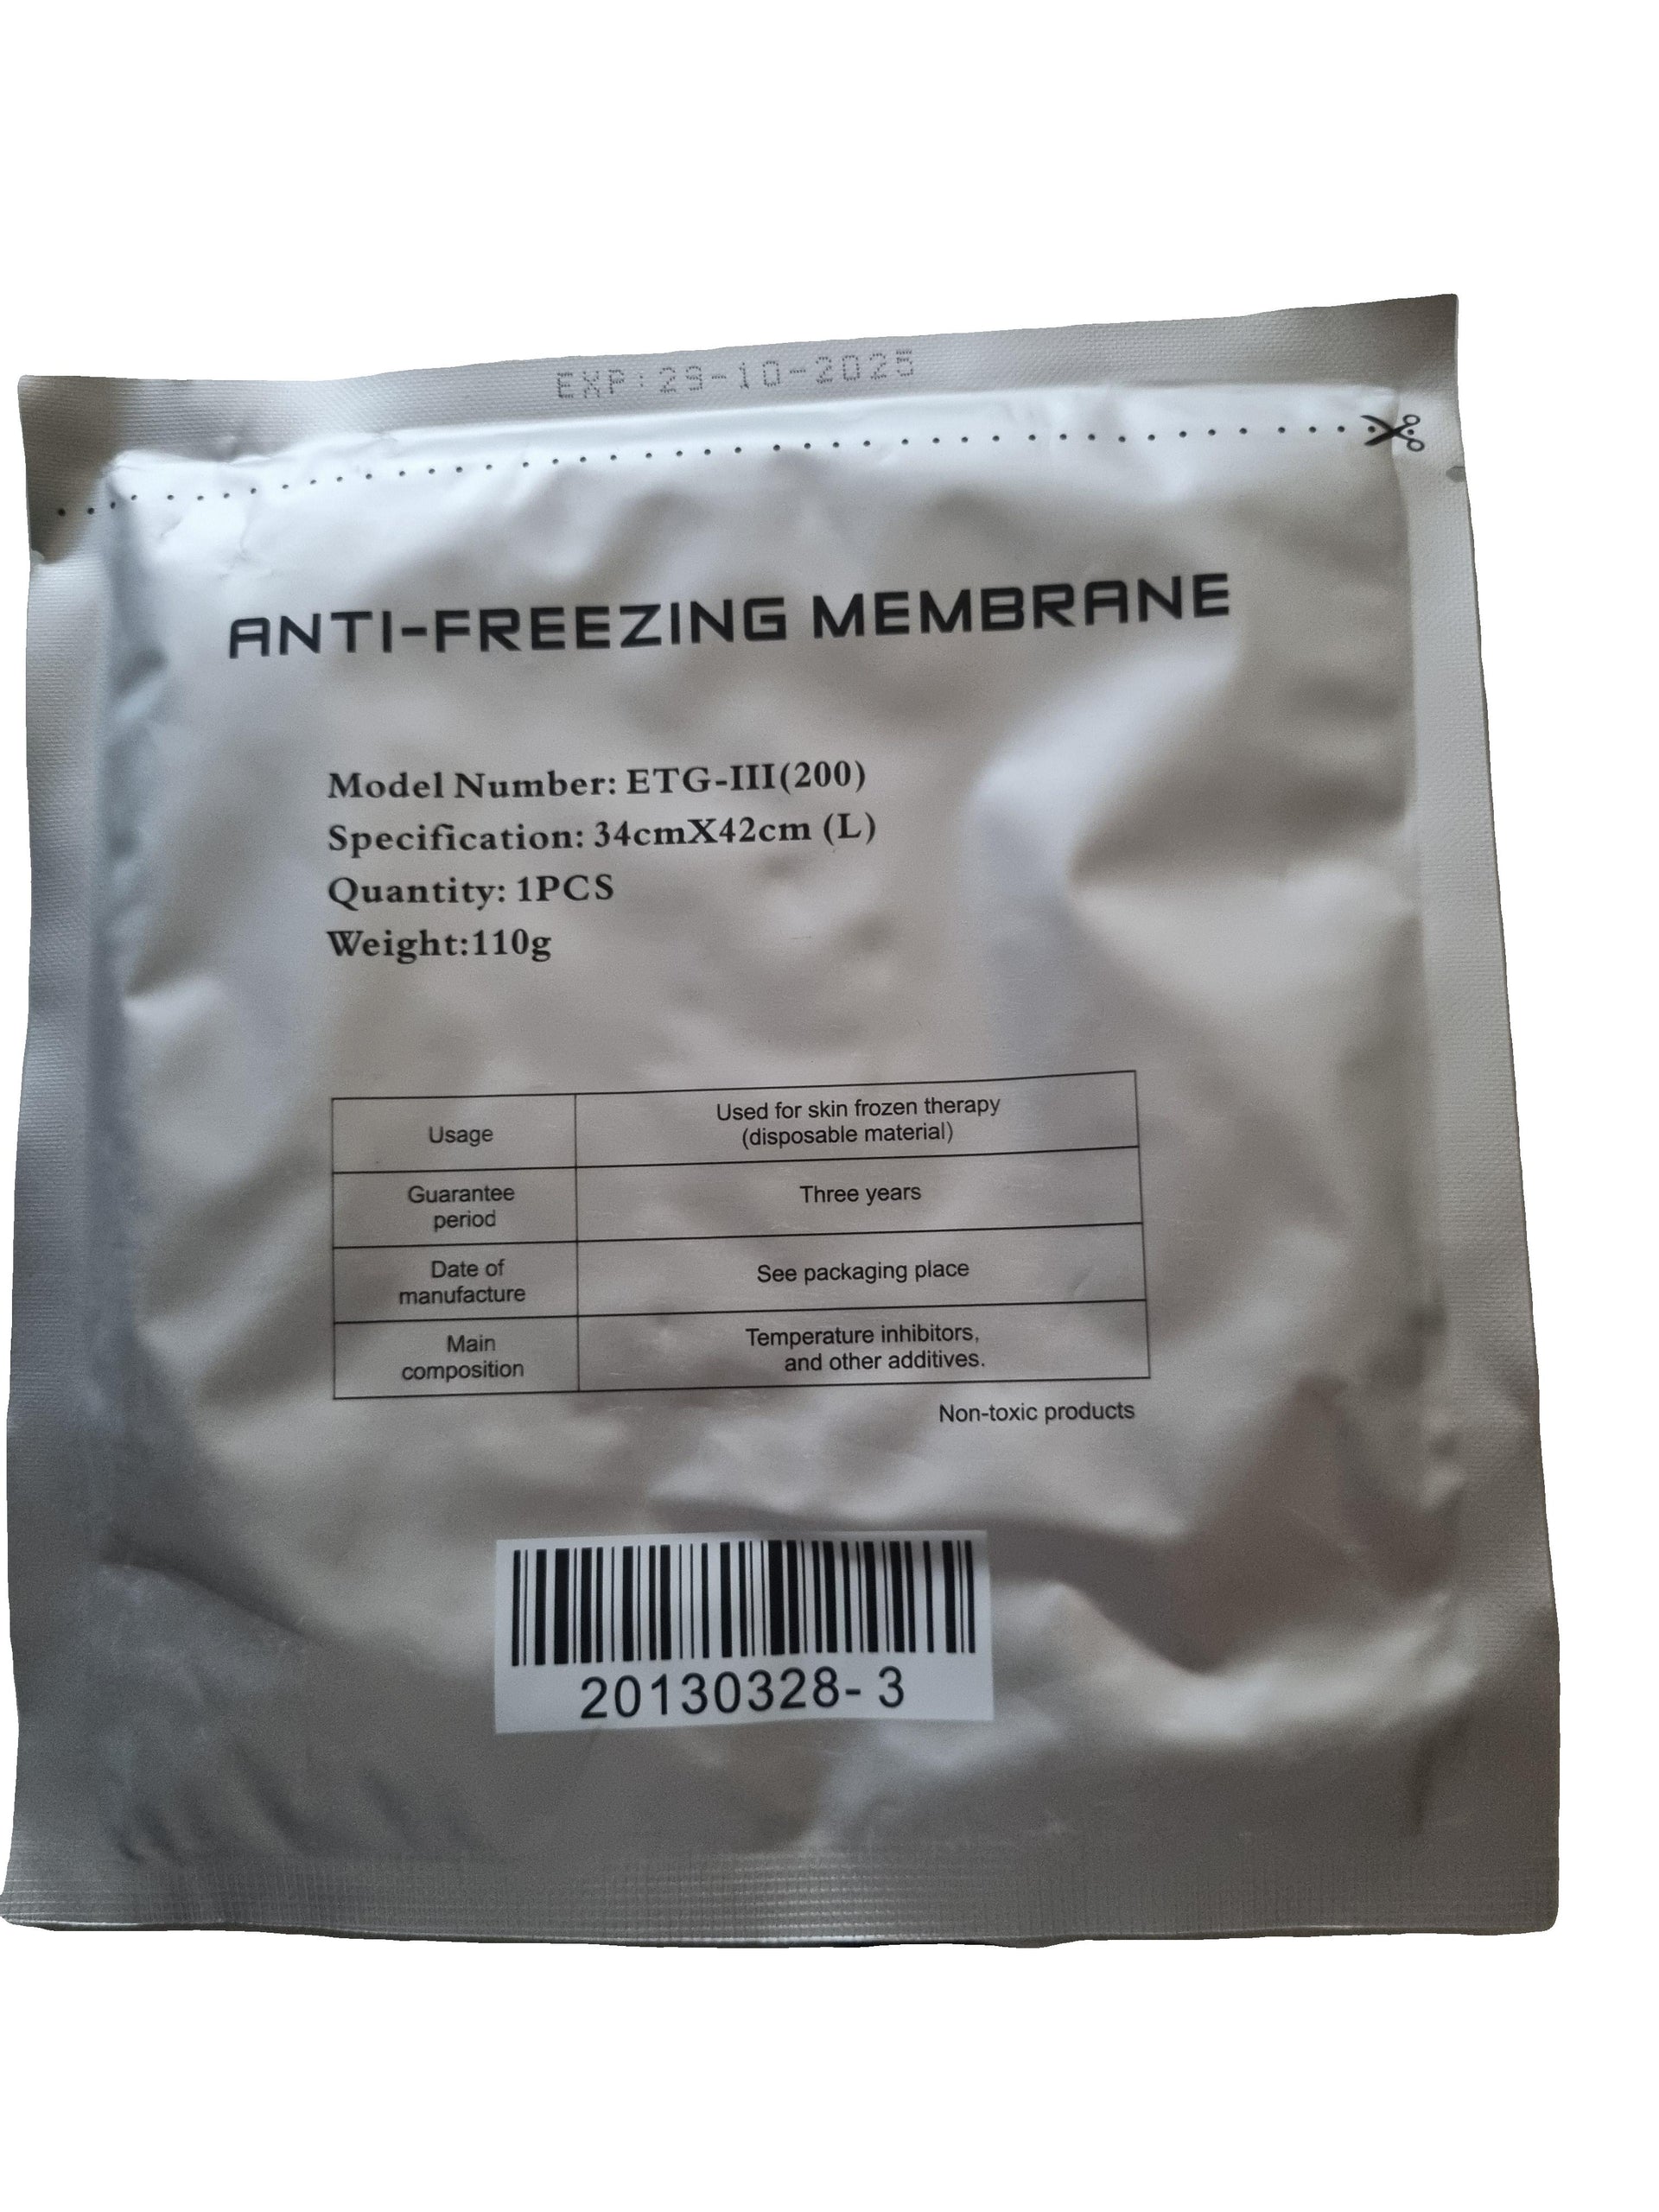 EXP:29-10-2025
ANTI-FREEZING MEMBRANE
Model Number: ETG-III(200)
Specification: 34cmX42cm (L)
Quantity: 1PCS
Weight:110g
Usage
Used for skin frozen therapy
(disposable material)
Guarantee
period
Three years
Date of
manufacture
See packaging place
Main
composition
Temperature inhibitors,
and other additives.
Non-toxic products
20130328- 3